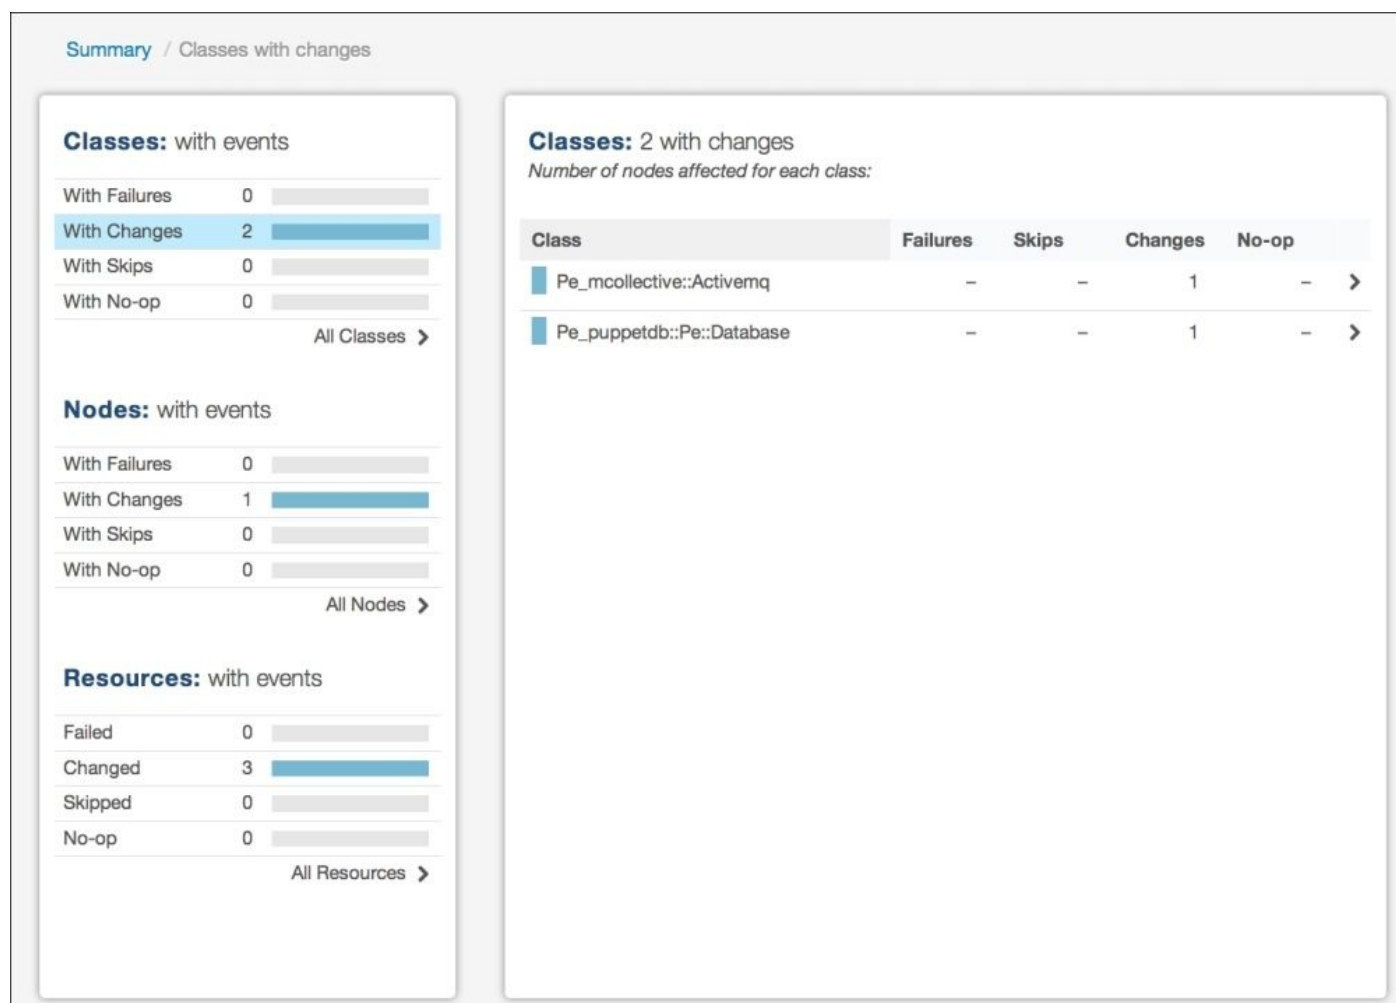 Summary / Classes with changes
Classes: with events
With Failures 0
With Changes 2
With Skips 0
With No-op 0
All Classes
Nodes: with events
With Failures 0
With Changes 1
With Skips 0
With No-op 0
All Nodes
Resources: with events
Failed 0
Changed 3
Skipped 0
No-op 0
All Resources
Classes: 2 with changes
Number of nodes affected for each class:
Class Failures Skips Changes No-op
Pe_mcollective::Activemq – – 1 –
Pe_puppetdb::Pe::Database – – 1 –